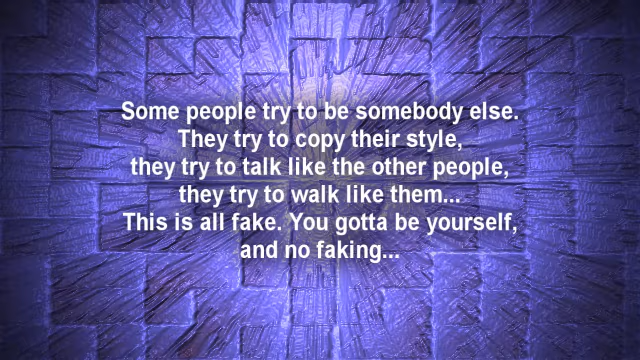 Some people try to be somebody else.
They try to copy their style,
they try to talk like the other people,
they try to walk like them...
This is all fake. You gotta be yourself,
and no faking...